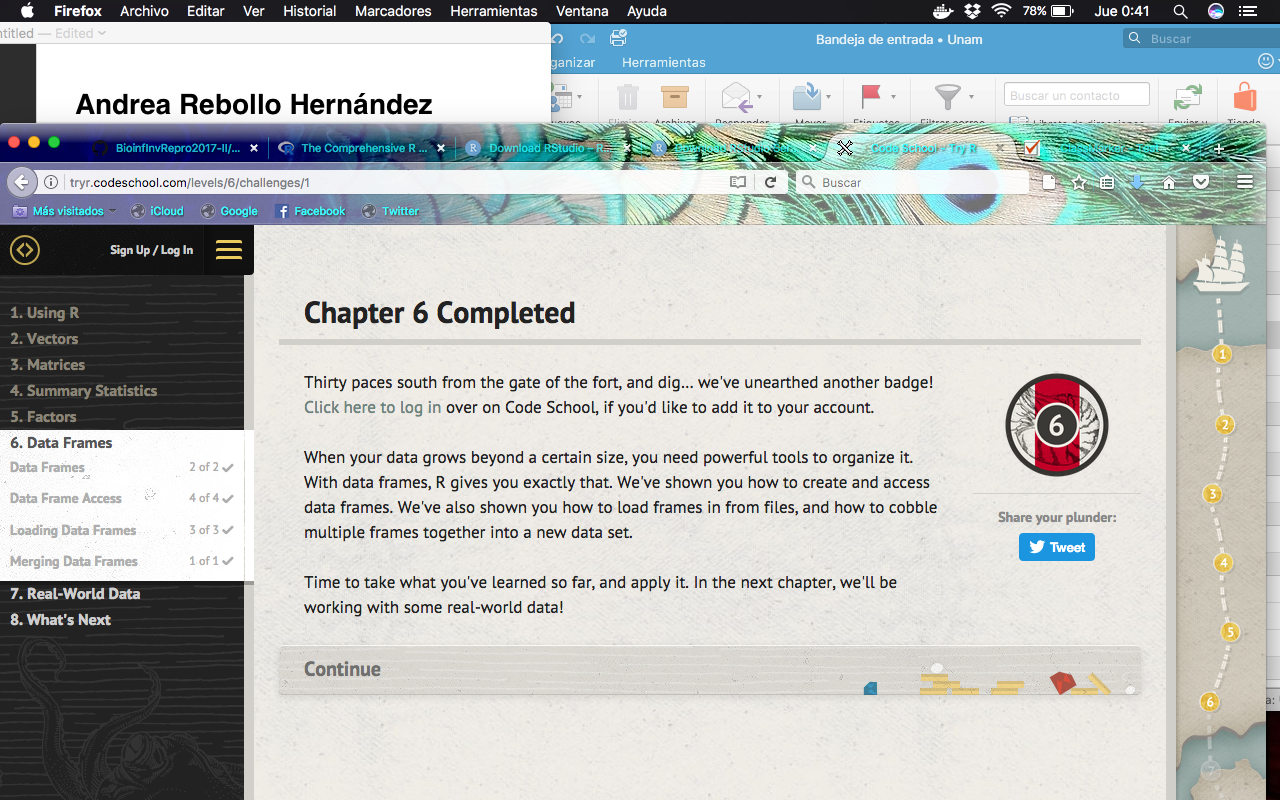 Firefox Archivo Editar Ver Historial Marcadores Herramientas Ventana Ayuda 78% Jue 0:41
ntitled — Edited
Bandeja de entrada • Unam Buscar
ganizar Herramientas
Andrea Rebollo Hernández
Buscar un contacto
BioinfInvRepro2017-II/... The Comprehensive R ... Download RStudio – R Code School - Try R
tryr.codeschool.com/levels/6/challenges/1 Buscar
Más visitados iCloud Google Facebook Twitter
Sign Up / Log In
1. Using R
2. Vectors
3. Matrices
4. Summary Statistics
5. Factors
6. Data Frames
Data Frames 2 of 2
Data Frame Access 4 of 4
Loading Data Frames 3 of 3
Merging Data Frames 1 of 1
7. Real-World Data
8. What's Next
Chapter 6 Completed
Thirty paces south from the gate of the fort, and dig... we've unearthed another badge!
Click here to log in over on Code School, if you'd like to add it to your account.
When your data grows beyond a certain size, you need powerful tools to organize it.
With data frames, R gives you exactly that. We've shown you how to create and access
data frames. We've also shown you how to load frames in from files, and how to cobble
multiple frames together into a new data set.
Time to take what you've learned so far, and apply it. In the next chapter, we'll be
working with some real-world data!
Continue
6
Share your plunder:
Tweet
1
2
3
4
5
6
7